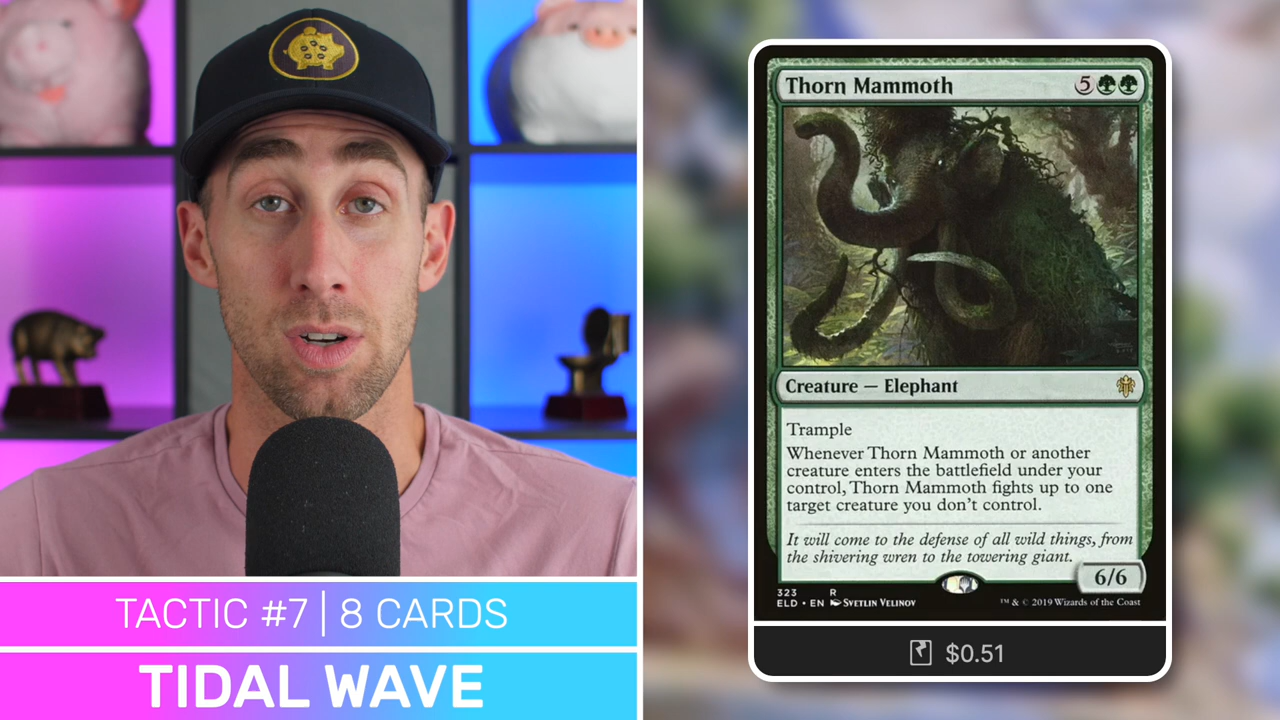 TACTIC #7 | 8 CARDS
TIDAL WAVE
Thorn Mammoth 5
Creature — Elephant
Trample
Whenever Thorn Mammoth or another
creature enters the battlefield under your
control, Thorn Mammoth fights up to one
target creature you don't control.
It will come to the defense of all wild things, from
the shivering wren to the towering giant.
6/6
323 R
ELD • EN Svetlin Velinov ™ & © 2019 Wizards of the Coast
$0.51